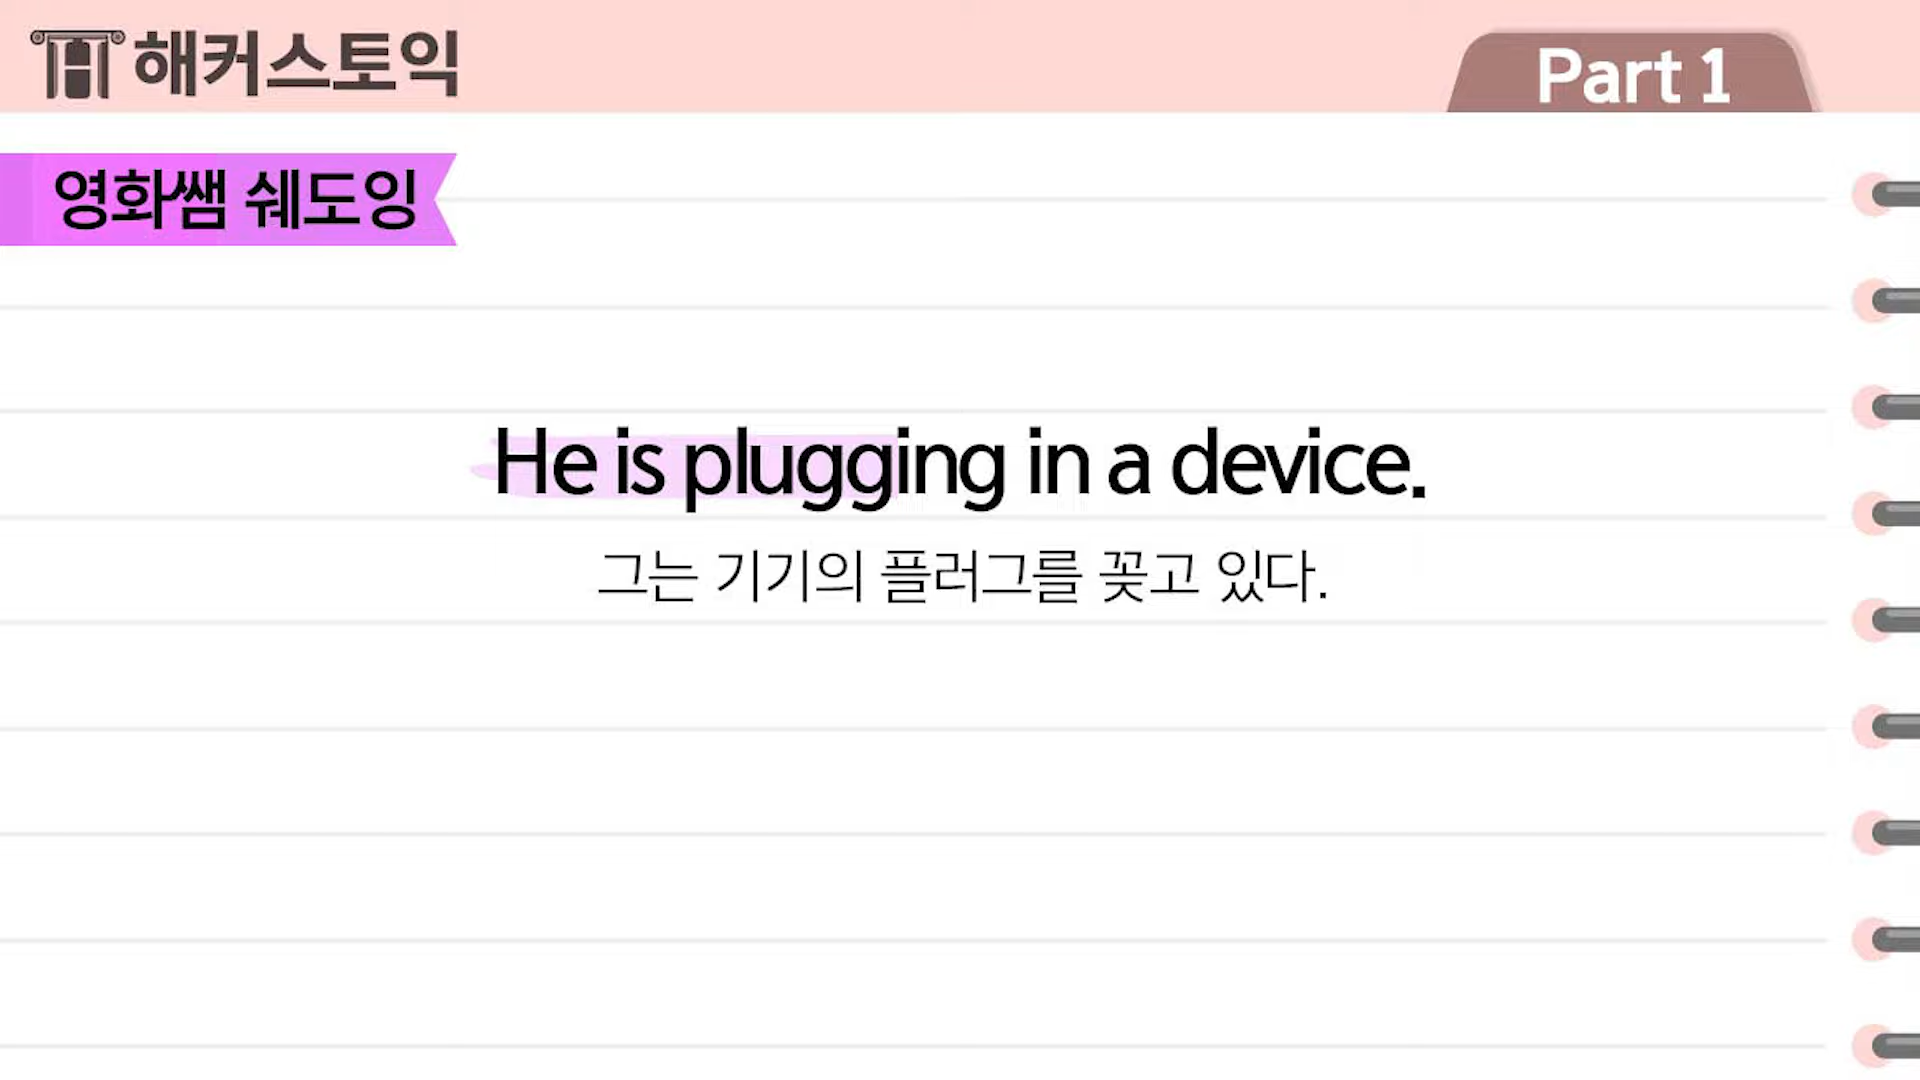 해커스토익
Part 1
영화쌤 쉐도잉
He is plugging in a device.
그는 기기의 플러그를 꽂고 있다.